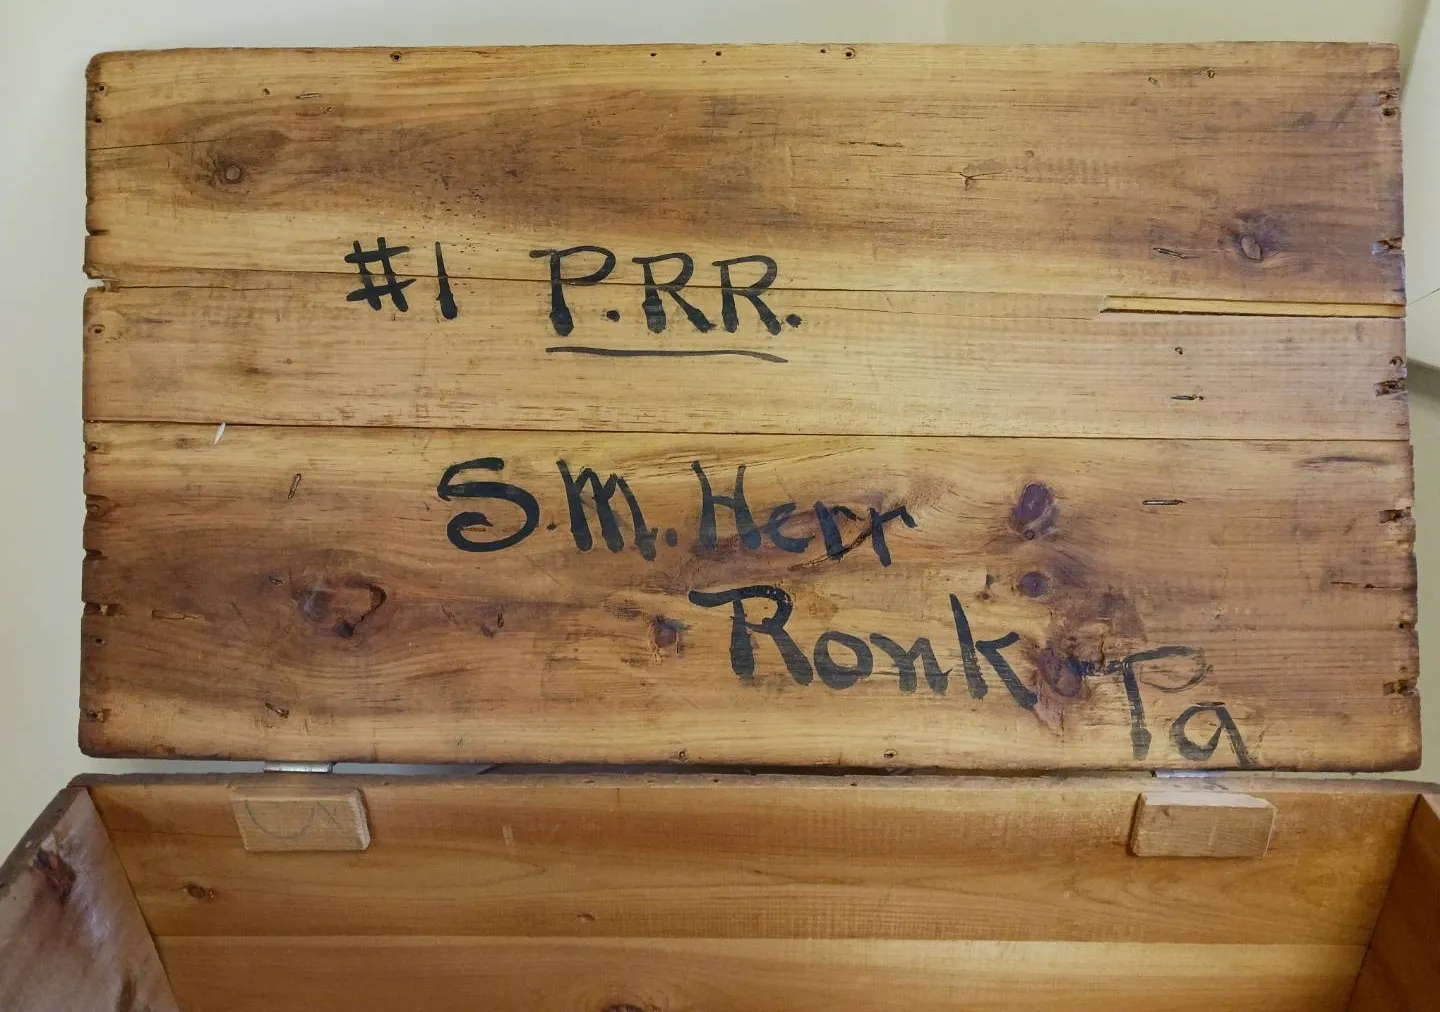 #1 P.RR.
S.M. Herr
Ronk Pa